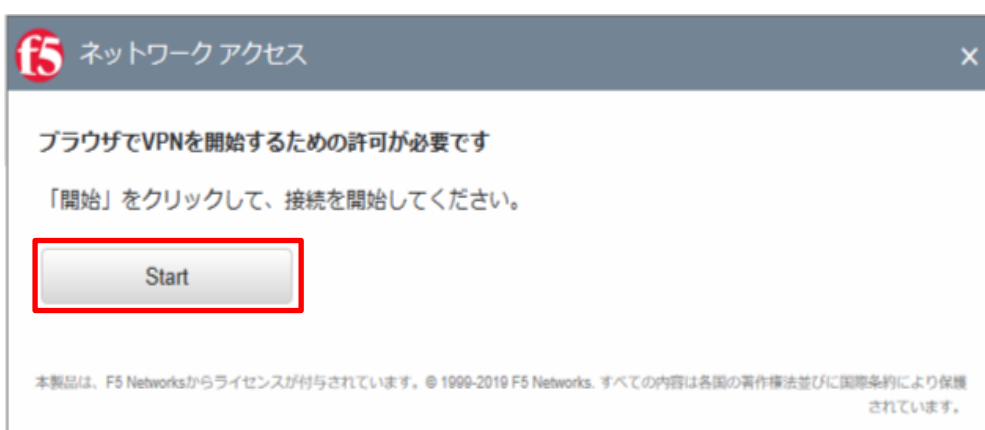 f5 ネットワーク アクセス ×
ブラウザでVPNを開始するための許可が必要です
「開始」をクリックして、接続を開始してください。
Start
本製品は、F5 Networksからライセンスが付与されています。© 1999-2019 F5 Networks. すべての内容は各国の著作権法並びに国際条約により保護
されています。